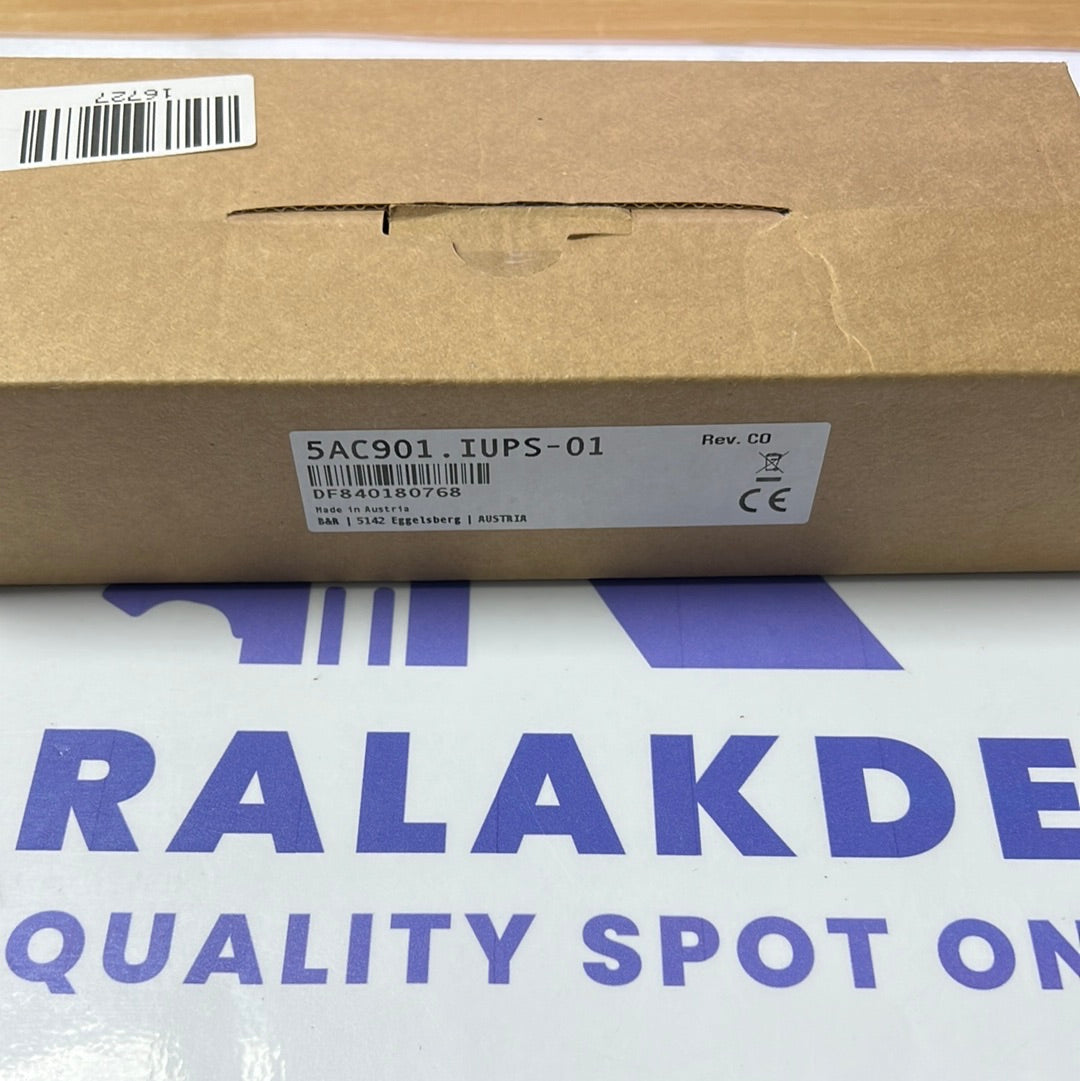 16727
5AC901.IUPS-01
Rev. C0
DF840180768
Made in Austria
B&R | 5142 Eggelsberg | AUSTRIA
CE
RALAKDE
QUALITY SPOT ON